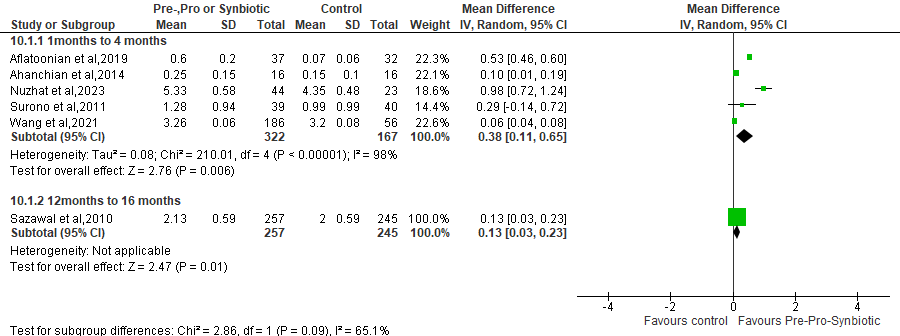 Pre-,Pro or Synbiotic Control Mean Difference Mean Difference
Study or Subgroup Mean SD Total Mean SD Total Weight IV, Random, 95% CI IV, Random, 95% CI
10.1.1 1months to 4 months
Aflatoonian et al,2019 0.6 0.2 37 0.07 0.06 32 22.3% 0.53 [0.46, 0.60]
Ahanchian et al,2014 0.25 0.15 16 0.15 0.1 16 22.2% 0.10 [0.01, 0.19]
Nuzhat et al,2023 5.33 0.58 44 4.35 0.48 23 18.5% 0.98 [0.72, 1.24]
Surono et al,2011 1.28 0.94 39 0.99 0.99 40 14.4% 0.29 [-0.14, 0.72]
Wang et al,2021 3.26 0.06 186 3.2 0.08 56 22.6% 0.06 [0.04, 0.08]
Subtotal (95% CI) 322 167 100.0% 0.38 [0.11, 0.65]
Heterogeneity: Tau² = 0.08; Chi² = 210.01, df = 4 (P < 0.00001); I² = 98%
Test for overall effect: Z = 2.76 (P = 0.006)
10.1.2 12months to 16 months
Sazawal et al,2010 2.13 0.59 257 2 0.59 245 100.0% 0.13 [0.03, 0.23]
Subtotal (95% CI) 257 245 100.0% 0.13 [0.03, 0.23]
Heterogeneity: Not applicable
Test for overall effect: Z = 2.47 (P = 0.01)
-4 -2 0 2 4
Favours control Favours Pre-Pro-Synbiotic
Test for subgroup differences: Chi² = 2.86, df = 1 (P = 0.09), I² = 65.1%